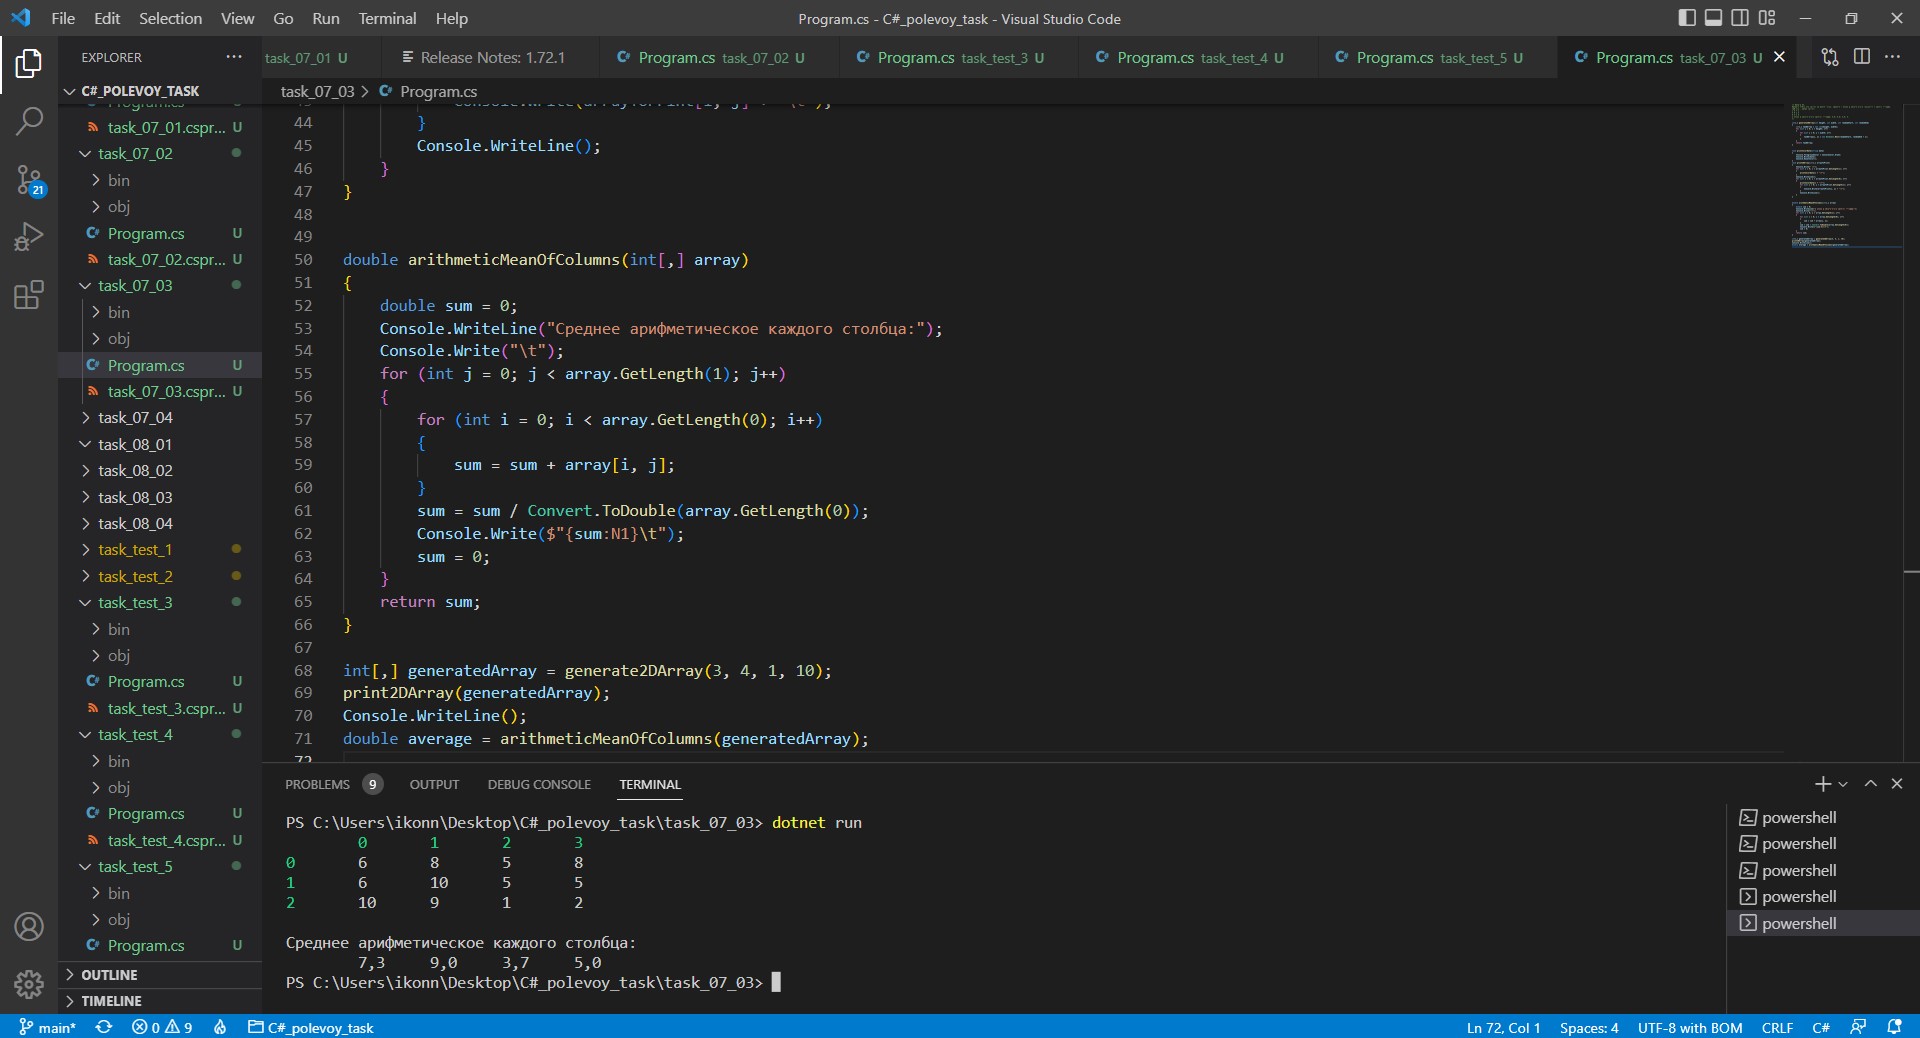 File Edit Selection View Go Run Terminal Help
Program.cs - C#_polevoy_task - Visual Studio Code
EXPLORER
task_07_01 U
Release Notes: 1.72.1
Program.cs task_07_02 U
Program.cs task_test_3 U
Program.cs task_test_4 U
Program.cs task_test_5 U
Program.cs task_07_03 U
C#_POLEVOY_TASK
Program.cs
task_07_01.cspr... U
task_07_02
bin
obj
Program.cs U
task_07_02.cspr... U
task_07_03
bin
obj
Program.cs U
task_07_03.cspr... U
task_07_04
task_08_01
task_08_02
task_08_03
task_08_04
task_test_1
task_test_2
task_test_3
bin
obj
Program.cs U
task_test_3.cspr... U
task_test_4
bin
obj
Program.cs U
task_test_4.cspr... U
task_test_5
bin
obj
Program.cs U
OUTLINE
TIMELINE
21
task_07_03 > Program.cs
44 }
45 Console.WriteLine();
46 }
47 }
48
49
50 double arithmeticMeanOfColumns(int[,] array)
51 {
52 double sum = 0;
53 Console.WriteLine("Среднее арифметическое каждого столбца:");
54 Console.Write("\t");
55 for (int j = 0; j < array.GetLength(1); j++)
56 {
57 for (int i = 0; i < array.GetLength(0); i++)
58 {
59 sum = sum + array[i, j];
60 }
61 sum = sum / Convert.ToDouble(array.GetLength(0));
62 Console.Write($"{sum:N1}\t");
63 sum = 0;
64 }
65 return sum;
66 }
67
68 int[,] generatedArray = generate2DArray(3, 4, 1, 10);
69 print2DArray(generatedArray);
70 Console.WriteLine();
71 double average = arithmeticMeanOfColumns(generatedArray);
72
PROBLEMS 9 OUTPUT DEBUG CONSOLE TERMINAL
PS C:\Users\ikonn\Desktop\C#_polevoy_task\task_07_03> dotnet run
0 1 2 3
0 6 8 5 8
1 6 10 5 5
2 10 9 1 2
Среднее арифметическое каждого столбца:
7,3 9,0 3,7 5,0
PS C:\Users\ikonn\Desktop\C#_polevoy_task\task_07_03>
powershell
powershell
powershell
powershell
powershell
main* 0 9 C#_polevoy_task
Ln 72, Col 1 Spaces: 4 UTF-8 with BOM CRLF C#